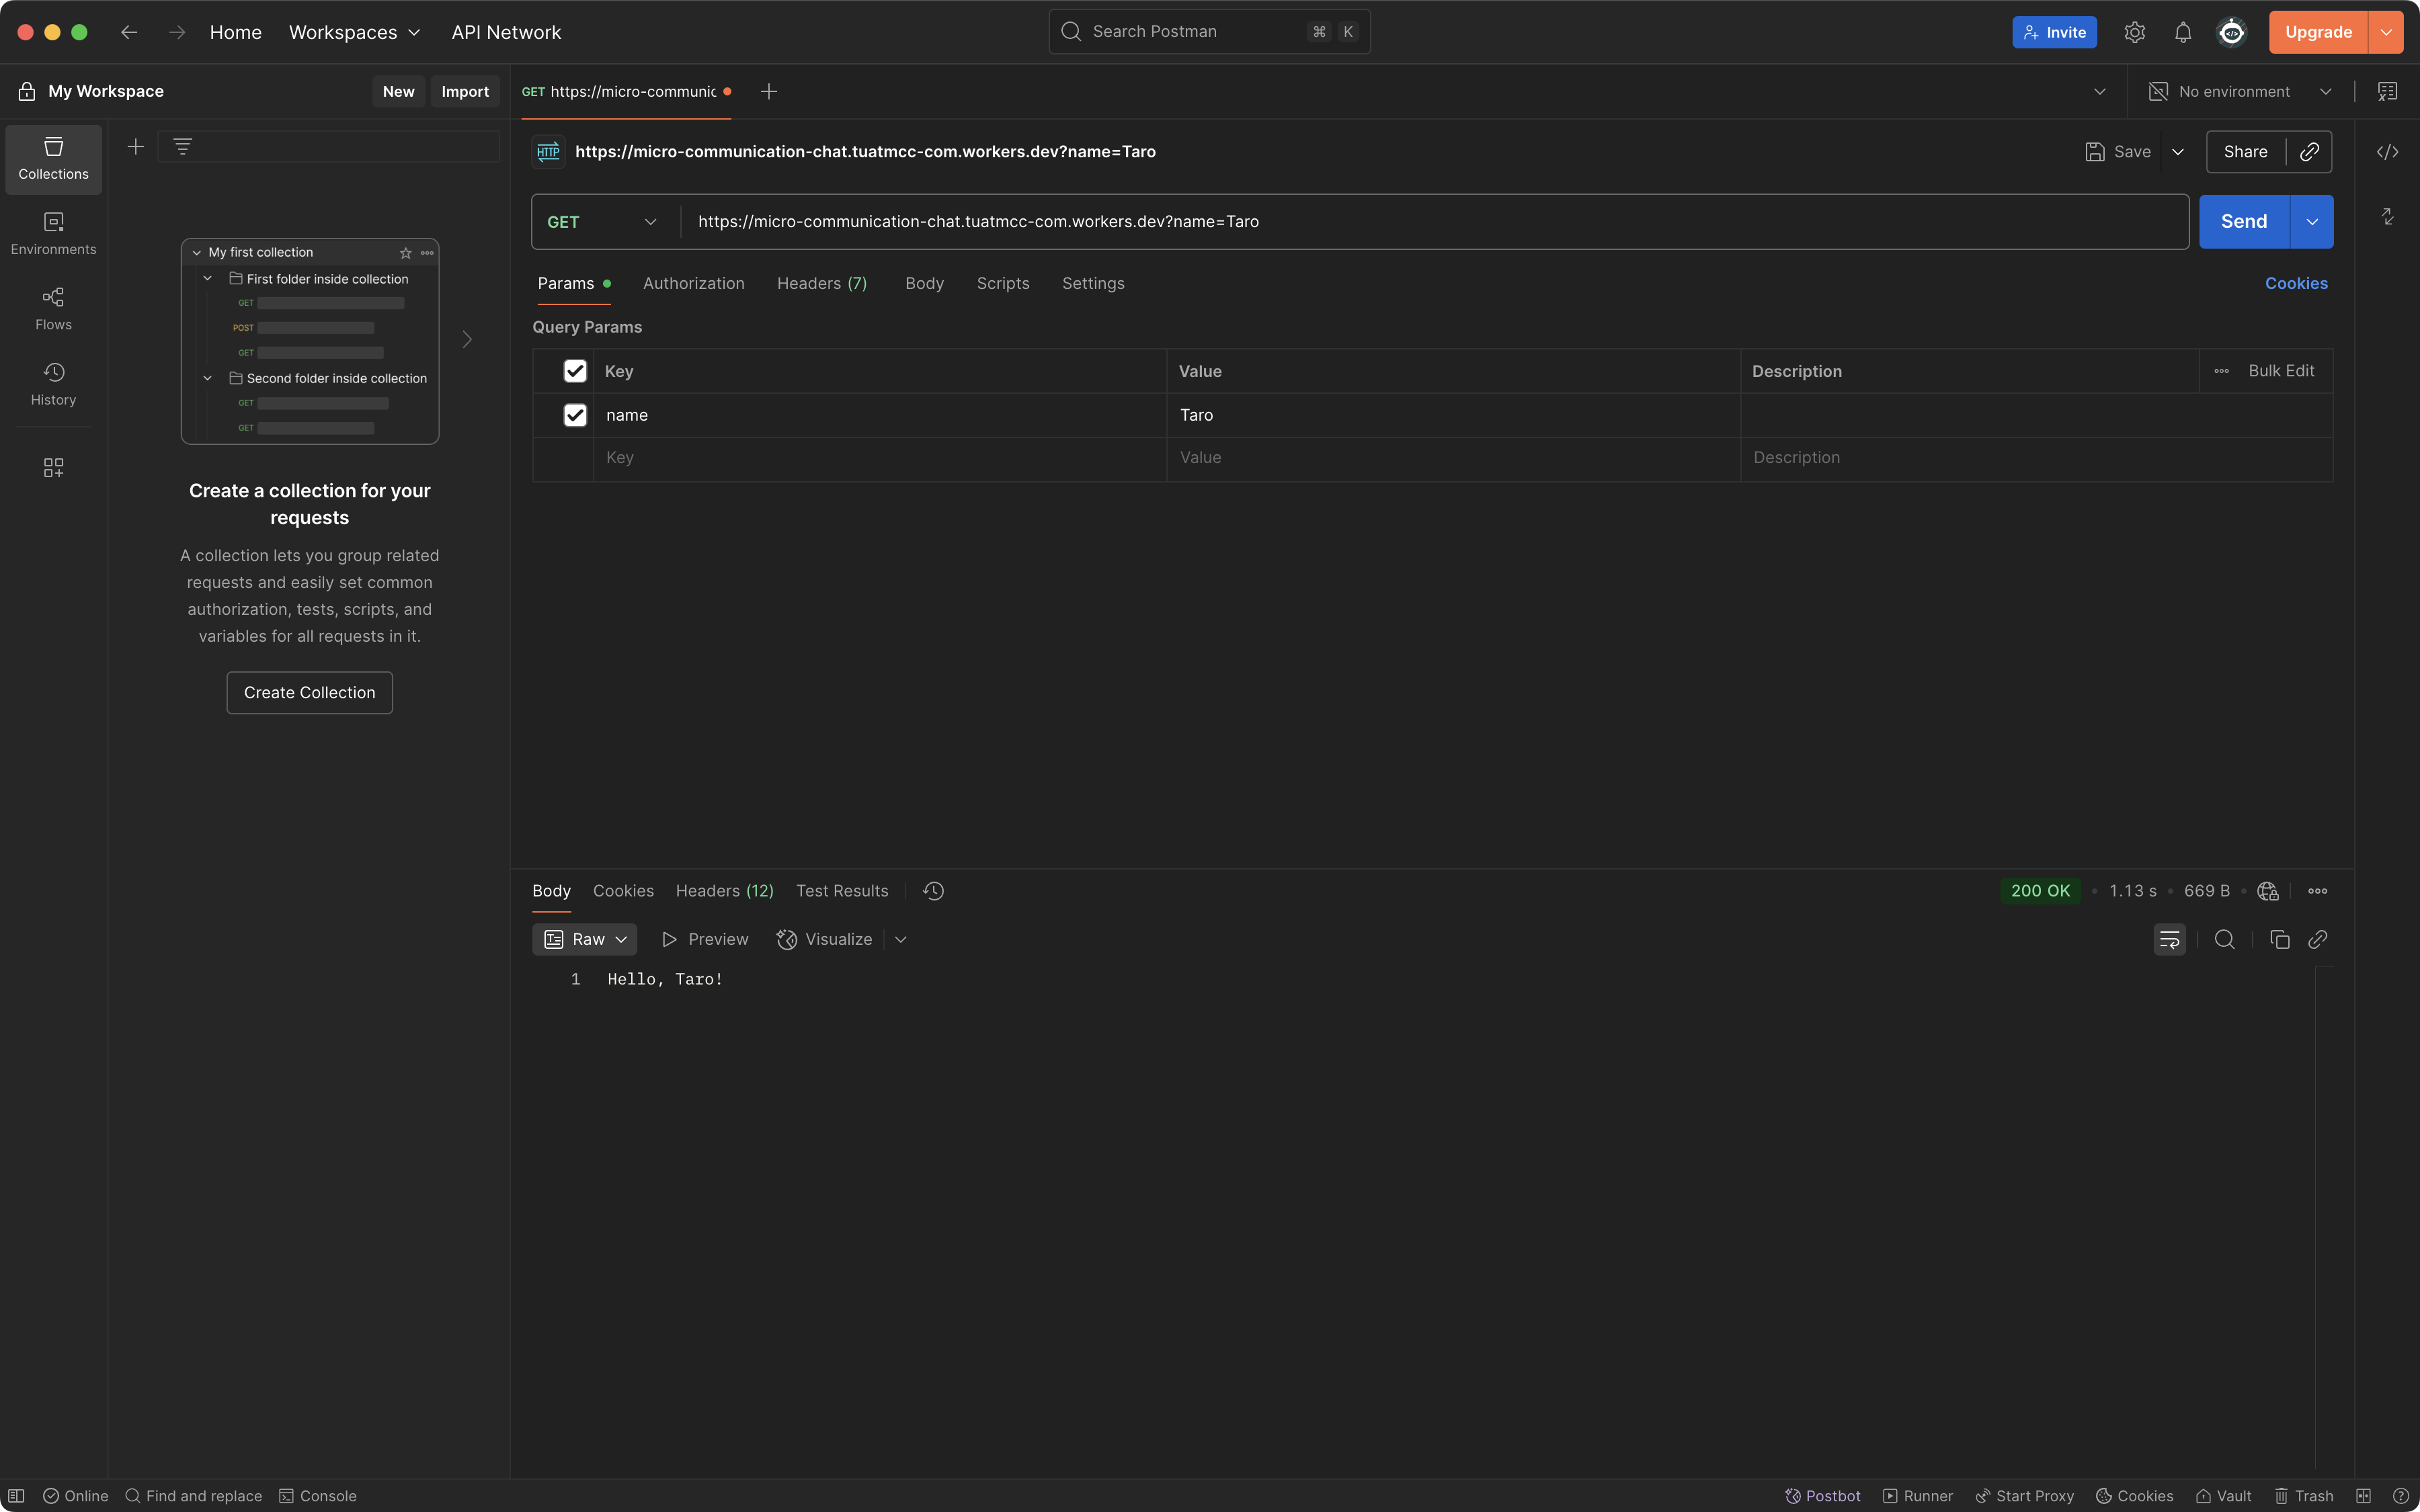 Home Workspaces API Network
Search Postman ⌘ K
Invite
Upgrade
My Workspace New Import
GET https://micro-communic
No environment
Collections
Environments
Flows
History
My first collection
First folder inside collection
GET
POST
GET
Second folder inside collection
GET
GET
Create a collection for your
requests
A collection lets you group related
requests and easily set common
authorization, tests, scripts, and
variables for all requests in it.
Create Collection
HTTP https://micro-communication-chat.tuatmcc-com.workers.dev?name=Taro
Save Share
GET https://micro-communication-chat.tuatmcc-com.workers.dev?name=Taro
Send
Params Authorization Headers (7) Body Scripts Settings Cookies
Query Params
Key Value Description Bulk Edit
name Taro
Key Value Description
Body Cookies Headers (12) Test Results
200 OK • 1.13 s • 669 B •
Raw Preview Visualize
1 Hello, Taro!
Online Find and replace Console
Postbot Runner Start Proxy Cookies Vault Trash